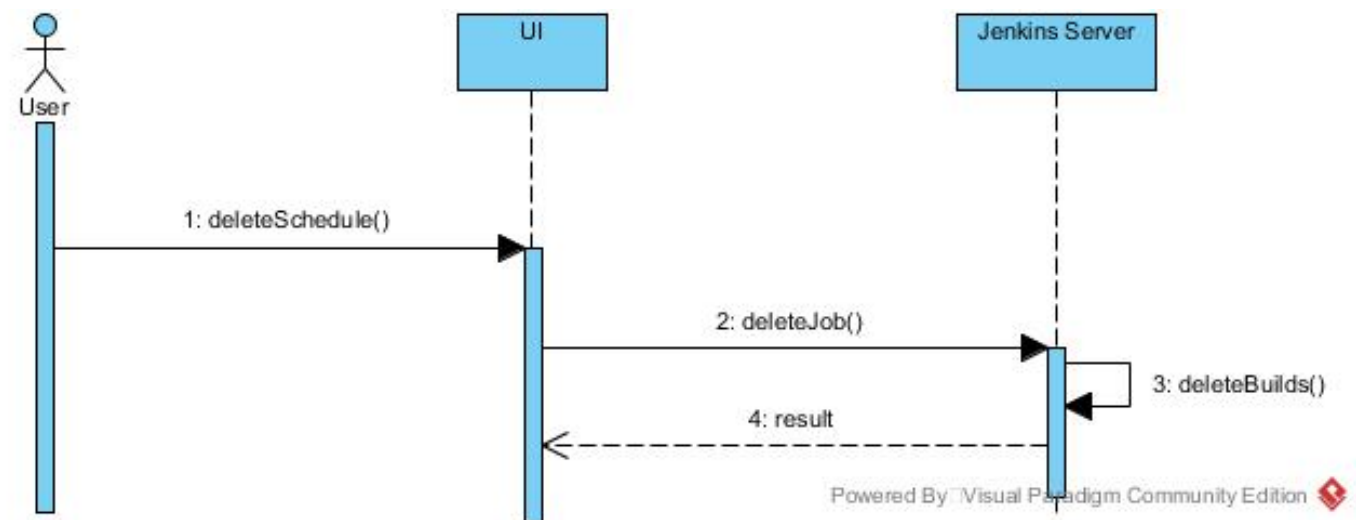 UI
Jenkins Server
User
1: deleteSchedule()
2: deleteJob()
3: deleteBuilds()
4: result
Powered By Visual Paradigm Community Edition